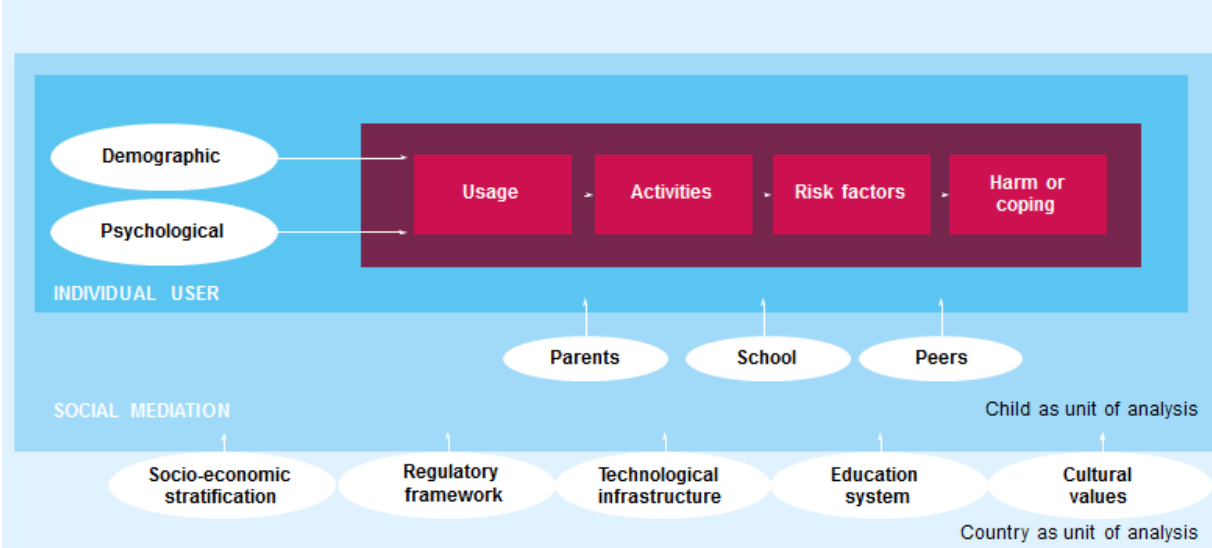 Demographic
Usage
Activities
Risk factors
Harm or
coping
Psychological
INDIVIDUAL USER
Parents
School
Peers
SOCIAL MEDIATION
Child as unit of analysis
Socio-economic
stratification
Regulatory
framework
Technological
infrastructure
Education
system
Cultural
values
Country as unit of analysis